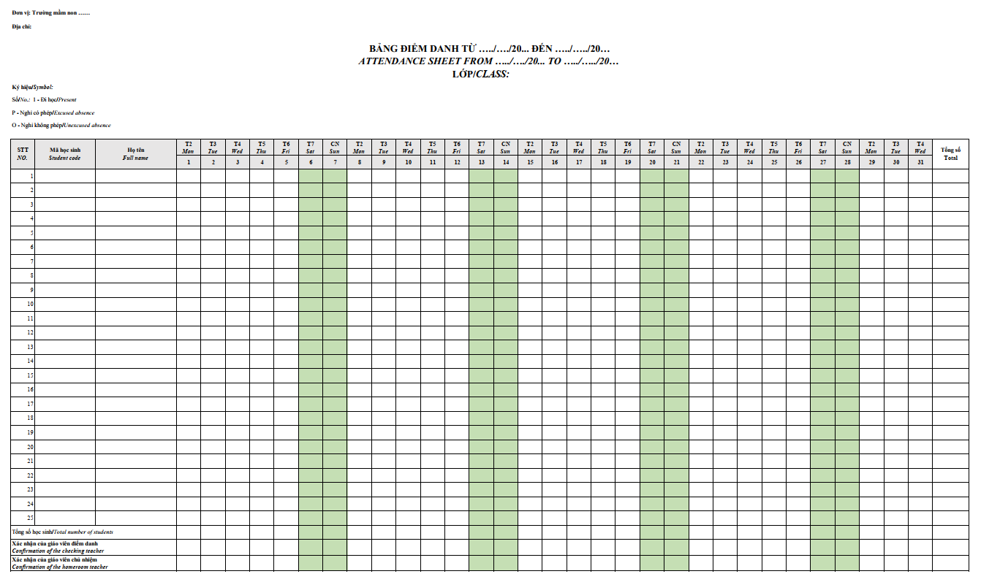 Đơn vị: Trường mầm non ……
Địa chỉ:
BẢNG ĐIỂM DANH TỪ …../…./20... ĐẾN …../…../20…
ATTENDANCE SHEET FROM …../…./20... TO …../…../20…
LỚP/CLASS:
Ký hiệu/Symbol:
Số/No.: 1 - Đi học/Present
P - Nghỉ có phép/Excused absence
O - Nghỉ không phép/Unexcused absence
STT Mã học sinh Họ tên T2 T3 T4 T5 T6 T7 CN T2 T3 T4 T5 T6 T7 CN T2 T3 T4 T5 T6 T7 CN T2 T3 T4 T5 T6 T7 CN T2 T3 T4 Tổng số
NO. Student code Full name Mon Tue Wed Thu Fri Sat Sun Mon Tue Wed Thu Fri Sat Sun Mon Tue Wed Thu Fri Sat Sun Mon Tue Wed Thu Fri Sat Sun Mon Tue Wed Total
1 2 3 4 5 6 7 8 9 10 11 12 13 14 15 16 17 18 19 20 21 22 23 24 25 26 27 28 29 30 31
1
2
3
4
5
6
7
8
9
10
11
12
13
14
15
16
17
18
19
20
21
22
23
24
25
Tổng số học sinh/Total number of students
Xác nhận của giáo viên điểm danh
Confirmation of the checking teacher
Xác nhận của giáo viên chủ nhiệm
Confirmation of the homeroom teacher